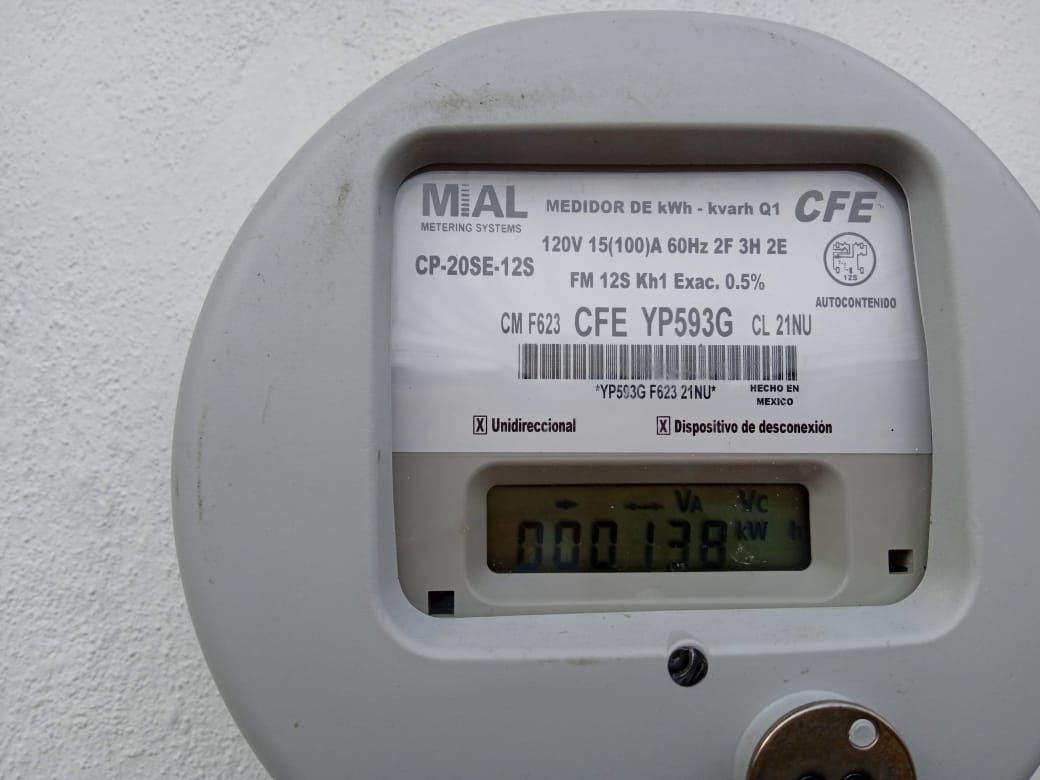 MIAL
METERING SYSTEMS
MEDIDOR DE kWh - kvarh Q1
CFE
120V 15(100)A 60Hz 2F 3H 2E
CP-20SE-12S
FM 12S Kh1 Exac. 0.5%
12S
AUTOCONTENIDO
CM F623 CFE YP593G CL 21NU
*YP593G F623 21NU*
HECHO EN
MEXICO
X Unidireccional
X Dispositivo de desconexión
VA VC
000138 kW h